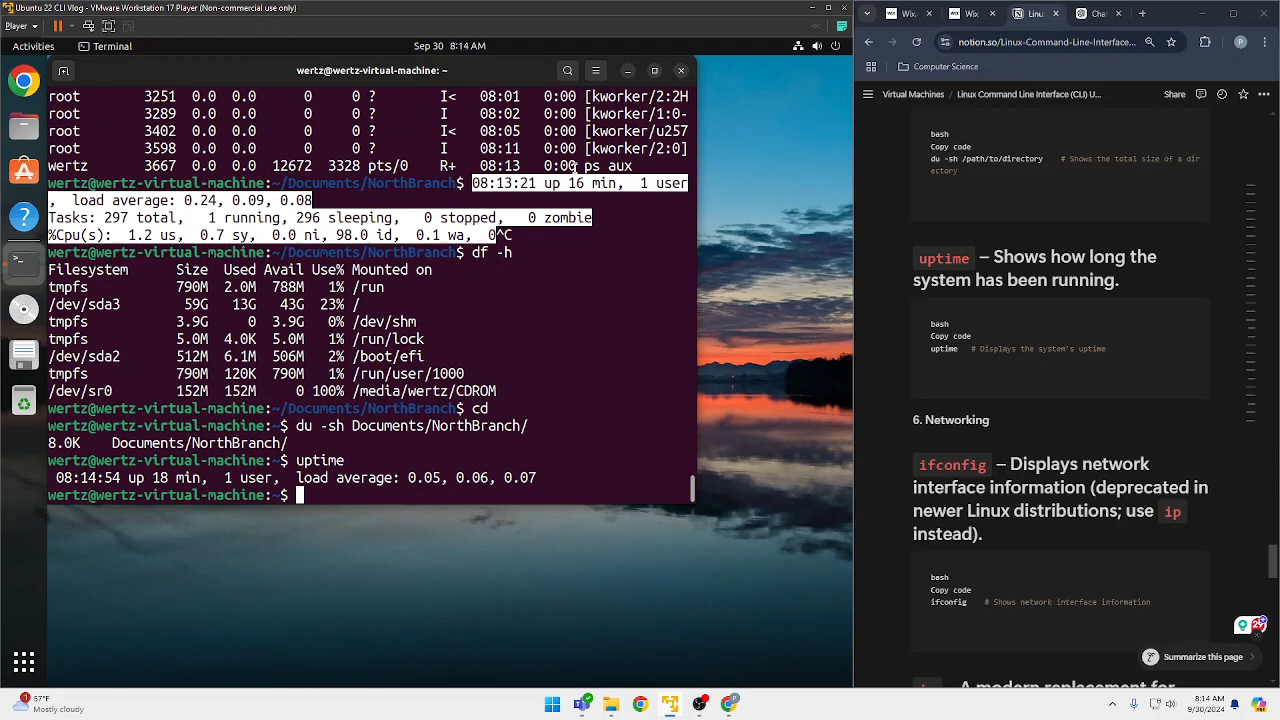 Ubuntu 22 CLI Vlog - VMware Workstation 17 Player (Non-commercial use only)
Player
Activities
Terminal
Sep 30 8:14 AM
wertz@wertz-virtual-machine: ~
root 3251 0.0 0.0 0 0 ? I< 08:01 0:00 [kworker/2:2H
root 3289 0.0 0.0 0 0 ? I 08:02 0:00 [kworker/1:0-
root 3402 0.0 0.0 0 0 ? I< 08:05 0:00 [kworker/u257
root 3598 0.0 0.0 0 0 ? I 08:11 0:00 [kworker/2:0]
wertz 3667 0.0 0.0 12672 3328 pts/0 R+ 08:13 0:00 ps aux
wertz@wertz-virtual-machine:~/Documents/NorthBranch$ 08:13:21 up 16 min, 1 user
, load average: 0.24, 0.09, 0.08
Tasks: 297 total, 1 running, 296 sleeping, 0 stopped, 0 zombie
%Cpu(s): 1.2 us, 0.7 sy, 0.0 ni, 98.0 id, 0.1 wa, 0^C
wertz@wertz-virtual-machine:~/Documents/NorthBranch$ df -h
Filesystem Size Used Avail Use% Mounted on
tmpfs 790M 2.0M 788M 1% /run
/dev/sda3 59G 13G 43G 23% /
tmpfs 3.9G 0 3.9G 0% /dev/shm
tmpfs 5.0M 4.0K 5.0M 1% /run/lock
/dev/sda2 512M 6.1M 506M 2% /boot/efi
tmpfs 790M 120K 790M 1% /run/user/1000
/dev/sr0 152M 152M 0 100% /media/wertz/CDROM
wertz@wertz-virtual-machine:~/Documents/NorthBranch$ cd
wertz@wertz-virtual-machine:~$ du -sh Documents/NorthBranch/
8.0K Documents/NorthBranch/
wertz@wertz-virtual-machine:~$ uptime
08:14:54 up 18 min, 1 user, load average: 0.05, 0.06, 0.07
wertz@wertz-virtual-machine:~$
Wix
Wix
Linu
Cha
notion.so/Linux-Command-Line-Interface...
P
Computer Science
Virtual Machines / Linux Command Line Interface (CLI) U...
Share
bash
Copy code
du -sh /path/to/directory # Shows the total size of a dir
ectory
uptime – Shows how long the
system has been running.
bash
Copy code
uptime # Displays the system's uptime
6. Networking
ifconfig – Displays network
interface information (deprecated in
newer Linux distributions; use ip
instead).
bash
Copy code
ifconfig # Shows network interface information
Summarize this page
A modern replacement for
1
57°F
Mostly cloudy
8:14 AM
9/30/2024